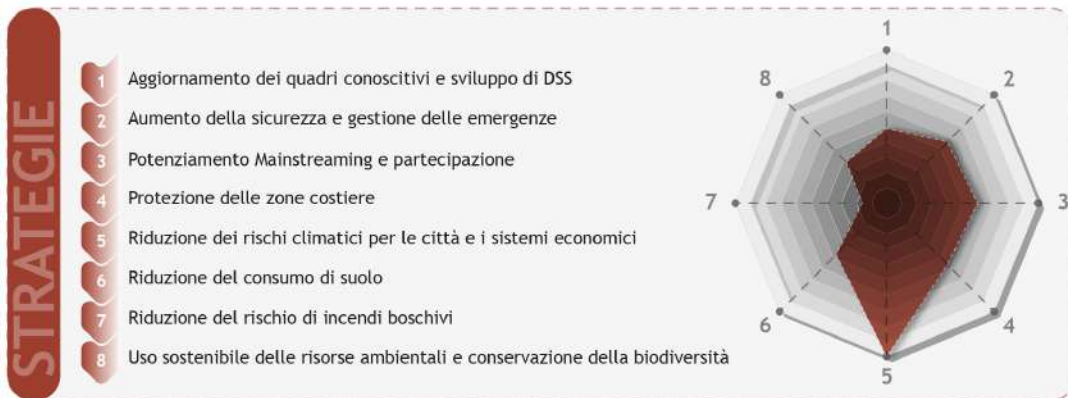 STRATEGIE
1 Aggiornamento dei quadri conoscitivi e sviluppo di DSS
2 Aumento della sicurezza e gestione delle emergenze
3 Potenziamento Mainstreaming e partecipazione
4 Protezione delle zone costiere
5 Riduzione dei rischi climatici per le città e i sistemi economici
6 Riduzione del consumo di suolo
7 Riduzione del rischio di incendi boschivi
8 Uso sostenibile delle risorse ambientali e conservazione della biodiversità
1
2
3
4
5
6
7
8